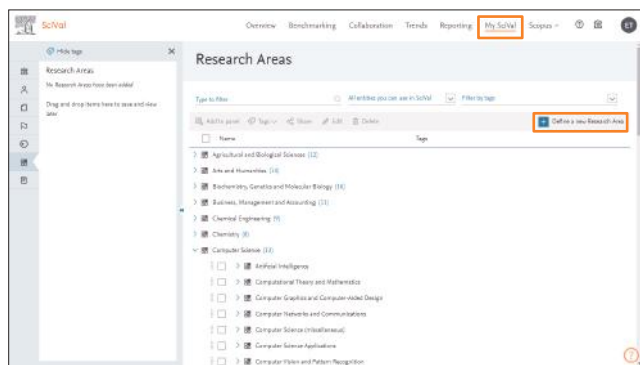 SciVal
Overview Benchmarking Collaboration Trends Reporting My SciVal Scopus ET
Hide tags
Research Areas
No Research Areas have been added
Drag and drop items here to save and view
later
Research Areas
Type to filter All entities you can use in SciVal Filter by tags
Add to panel Tags Share Edit Delete Define a new Research Area
Name Tags
Agricultural and Biological Sciences (12)
Arts and Humanities (14)
Biochemistry, Genetics and Molecular Biology (16)
Business, Management and Accounting (11)
Chemical Engineering (9)
Chemistry (8)
Computer Science (13)
Artificial Intelligence
Computational Theory and Mathematics
Computer Graphics and Computer-Aided Design
Computer Networks and Communications
Computer Science (miscellaneous)
Computer Science Applications
Computer Vision and Pattern Recognition